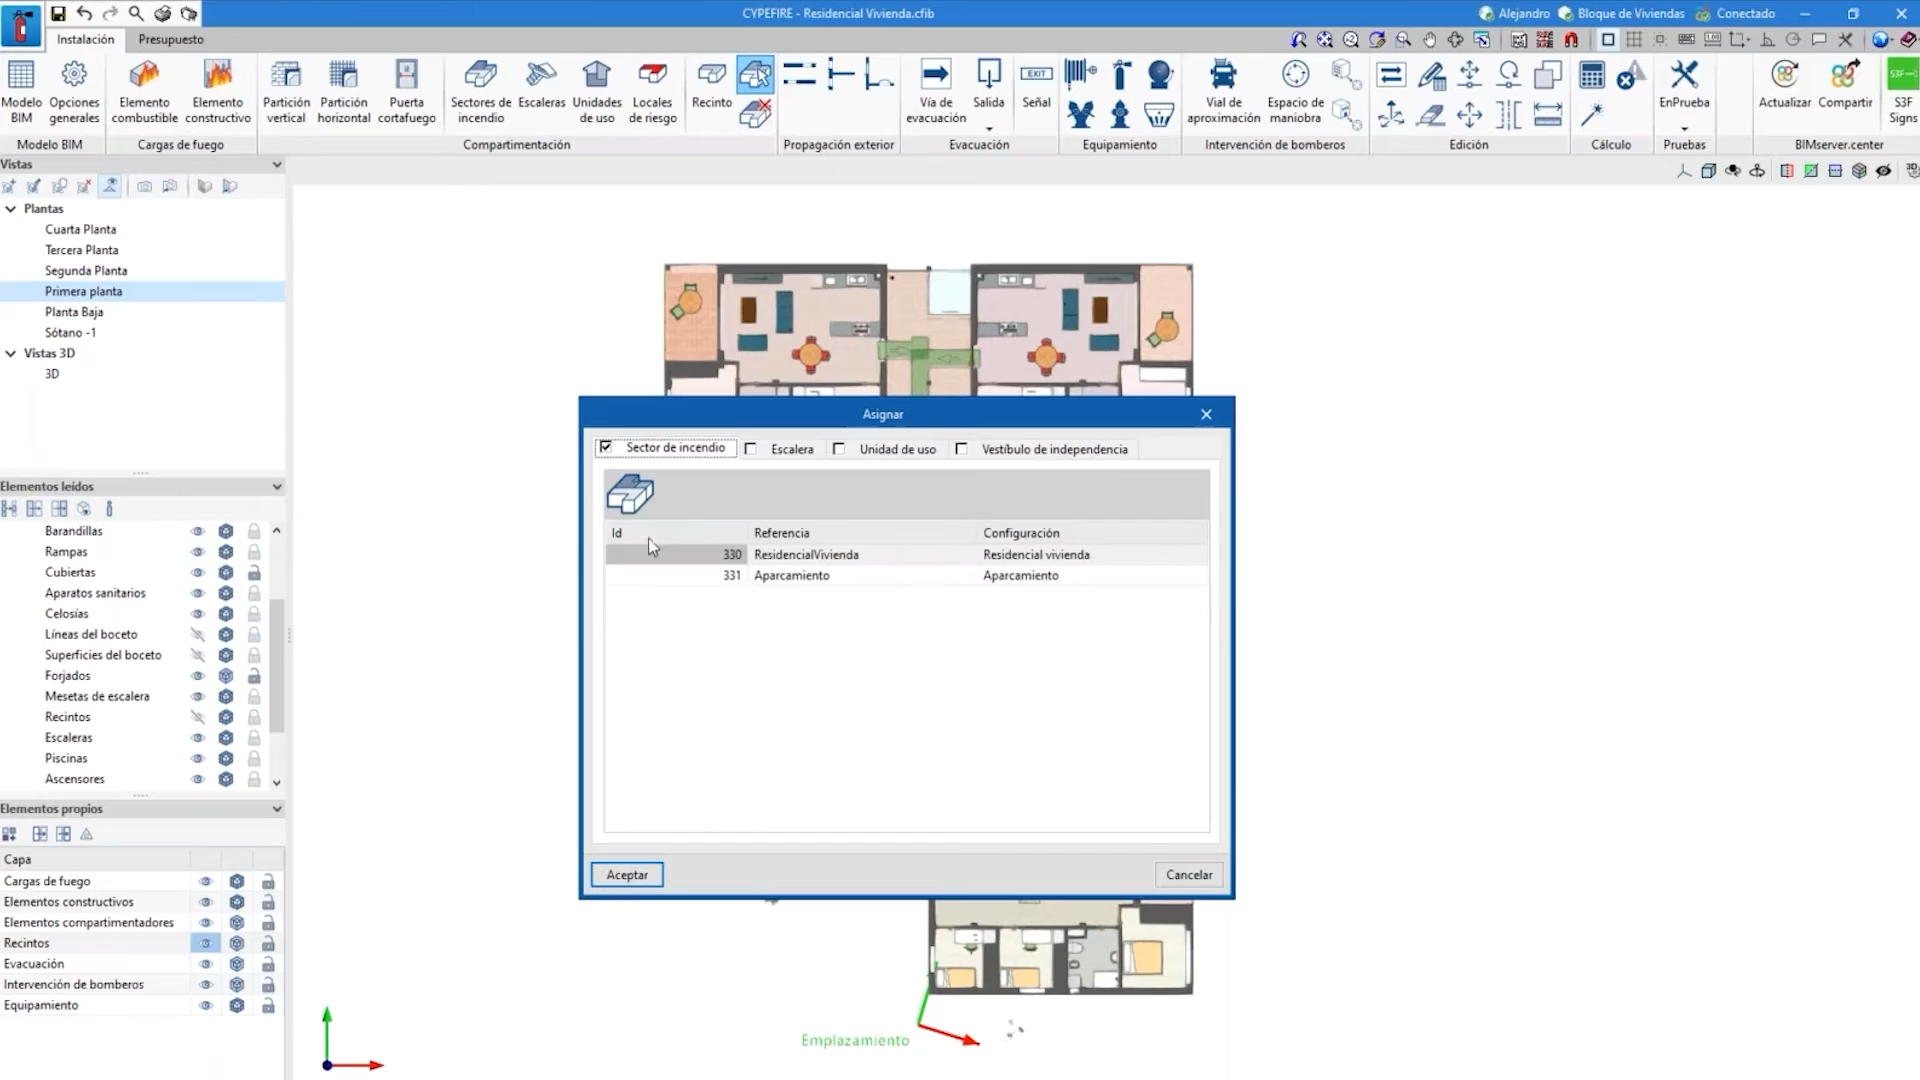 CYPEFIRE - Residencial Vivienda.cfib
Alejandro
Bloque de Viviendas
Conectado
Instalación
Presupuesto
Modelo BIM
Opciones generales
Elemento combustible
Elemento constructivo
Partición vertical
Partición horizontal
Puerta cortafuego
Sectores de incendio
Escaleras
Unidades de uso
Locales de riesgo
Recinto
Vía de evacuación
Salida
EXIT
Señal
Vial de aproximación
Espacio de maniobra
EnPrueba
Actualizar
Compartir
S3F
S3F Signs
Modelo BIM
Cargas de fuego
Compartimentación
Propagación exterior
Evacuación
Equipamiento
Intervención de bomberos
Edición
Cálculo
Pruebas
BIMserver.center
Vistas
Plantas
Cuarta Planta
Tercera Planta
Segunda Planta
Primera planta
Planta Baja
Sótano -1
Vistas 3D
3D
Elementos leídos
Barandillas
Rampas
Cubiertas
Aparatos sanitarios
Celosías
Líneas del boceto
Superficies del boceto
Forjados
Mesetas de escalera
Recintos
Escaleras
Piscinas
Ascensores
Elementos propios
Capa
Cargas de fuego
Elementos constructivos
Elementos compartimentadores
Recintos
Evacuación
Intervención de bomberos
Equipamiento
Asignar
Sector de incendio
Escalera
Unidad de uso
Vestíbulo de independencia
Id Referencia Configuración
330 ResidencialVivienda Residencial vivienda
331 Aparcamiento Aparcamiento
Aceptar
Cancelar
Emplazamiento